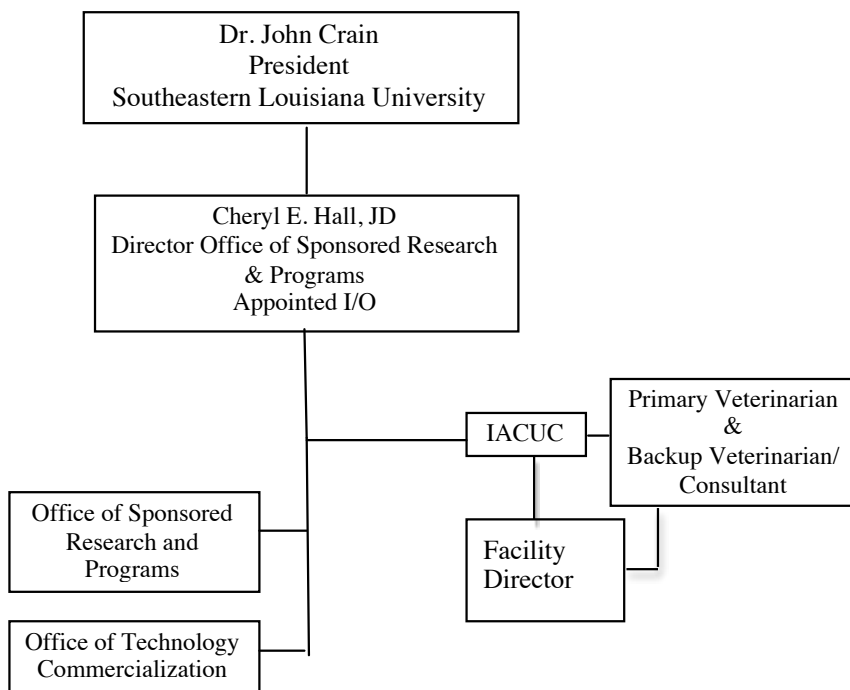 Dr. John Crain
President
Southeastern Louisiana University
Cheryl E. Hall, JD
Director Office of Sponsored Research
& Programs
Appointed I/O
IACUC
Primary Veterinarian
&
Backup Veterinarian/
Consultant
Office of Sponsored
Research and
Programs
Facility
Director
Office of Technology
Commercialization